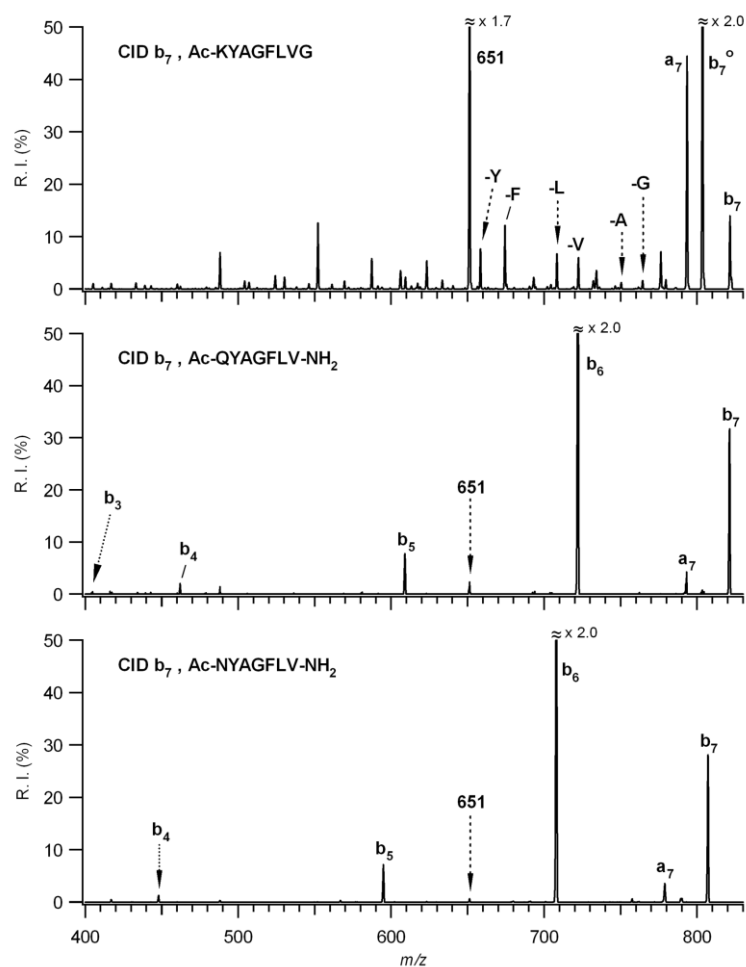 ≈ x 1.7
≈ x 2.0
CID b₇ , Ac-KYAGFLVG
651
a₇
b₇⁰
-Y
-F
-L
-V
-A
-G
b₇
50
40
30
20
10
0
R. I. (%)
≈ x 2.0
CID b₇ , Ac-QYAGFLV-NH₂
b₆
b₃
b₄
b₅
651
a₇
b₇
50
40
30
20
10
0
R. I. (%)
≈ x 2.0
CID b₇ , Ac-NYAGFLV-NH₂
b₆
b₄
b₅
651
a₇
b₇
50
40
30
20
10
0
R. I. (%)
400 500 600 700 800
m/z